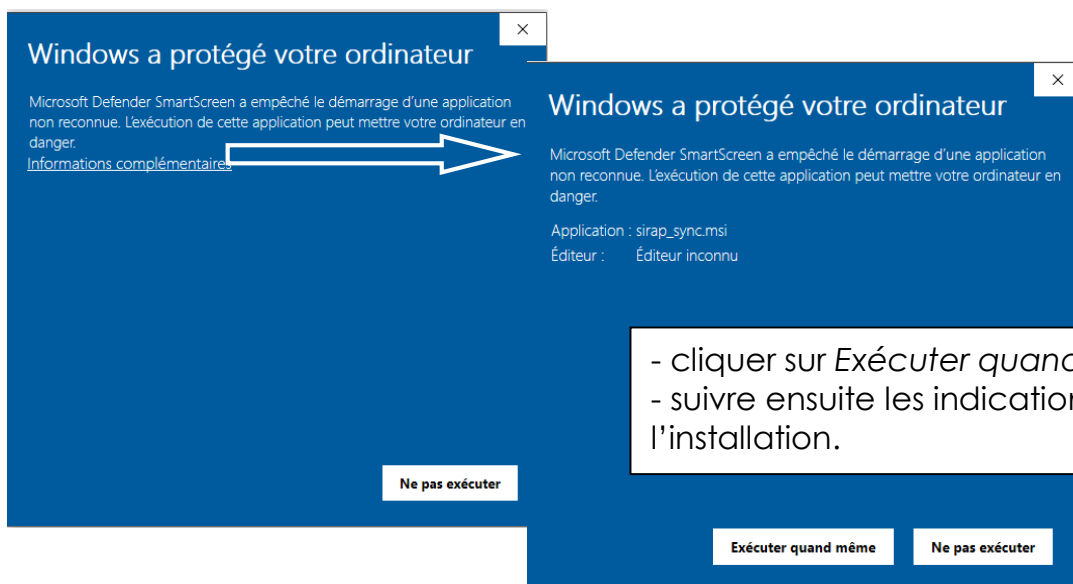 Windows a protégé votre ordinateur
Microsoft Defender SmartScreen a empêché le démarrage d'une application
non reconnue. L'exécution de cette application peut mettre votre ordinateur en
danger.
Informations complémentaires
Ne pas exécuter
Windows a protégé votre ordinateur
Microsoft Defender SmartScreen a empêché le démarrage d'une application
non reconnue. L'exécution de cette application peut mettre votre ordinateur en
danger.
Application : sirap_sync.msi
Éditeur : Éditeur inconnu
- cliquer sur Exécuter quand
- suivre ensuite les indication
l'installation.
Exécuter quand même
Ne pas exécuter